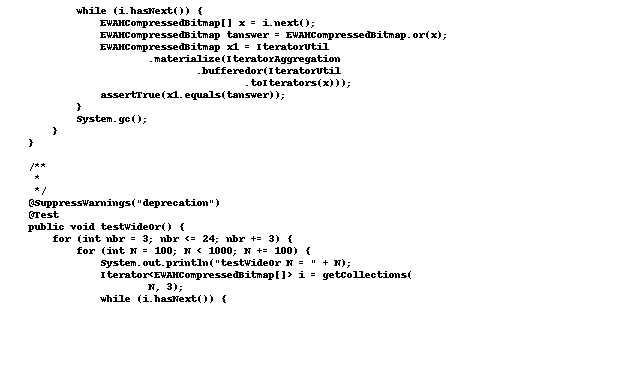 while (i.hasNext()) {
            EWAHCompressedBitmap[] x = i.next();
            EWAHCompressedBitmap tanswer = EWAHCompressedBitmap.or(x);
            EWAHCompressedBitmap x1 = IteratorUtil
                    .materialize(IteratorAggregation
                            .bufferedor(IteratorUtil
                                    .toIterators(x)));
            assertTrue(x1.equals(tanswer));
        }
        System.gc();
    }
}

/**
 *
 */
@SuppressWarnings("deprecation")
@Test
public void testWideOr() {
    for (int nbr = 3; nbr <= 24; nbr += 3) {
        for (int N = 100; N < 1000; N += 100) {
            System.out.println("testWideOr N = " + N);
            Iterator<EWAHCompressedBitmap[]> i = getCollections(
                    N, 3);
            while (i.hasNext()) {